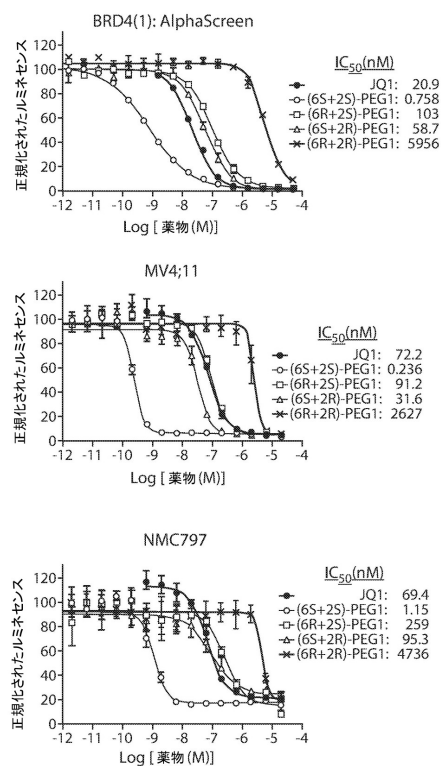 BRD4(1): AlphaScreen
正規化されたルミネセンス
120
100
80
60
40
20
0
-12 -11 -10 -9 -8 -7 -6 -5 -4
Log [ 薬物 (M)]
IC50(nM)
JQ1: 20.9
(6S+2S)-PEG1: 0.758
(6R+2S)-PEG1: 103
(6S+2R)-PEG1: 58.7
(6R+2R)-PEG1: 5956
MV4;11
正規化されたルミネセンス
120
100
80
60
40
20
0
-12 -11 -10 -9 -8 -7 -6 -5 -4
Log [ 薬物 (M)]
IC50(nM)
JQ1: 72.2
(6S+2S)-PEG1: 0.236
(6R+2S)-PEG1: 91.2
(6S+2R)-PEG1: 31.6
(6R+2R)-PEG1: 2627
NMC797
正規化されたルミネセンス
120
100
80
60
40
20
0
-12 -11 -10 -9 -8 -7 -6 -5 -4
Log [ 薬物 (M)]
IC50(nM)
JQ1: 69.4
(6S+2S)-PEG1: 1.15
(6R+2S)-PEG1: 259
(6S+2R)-PEG1: 95.3
(6R+2R)-PEG1: 4736